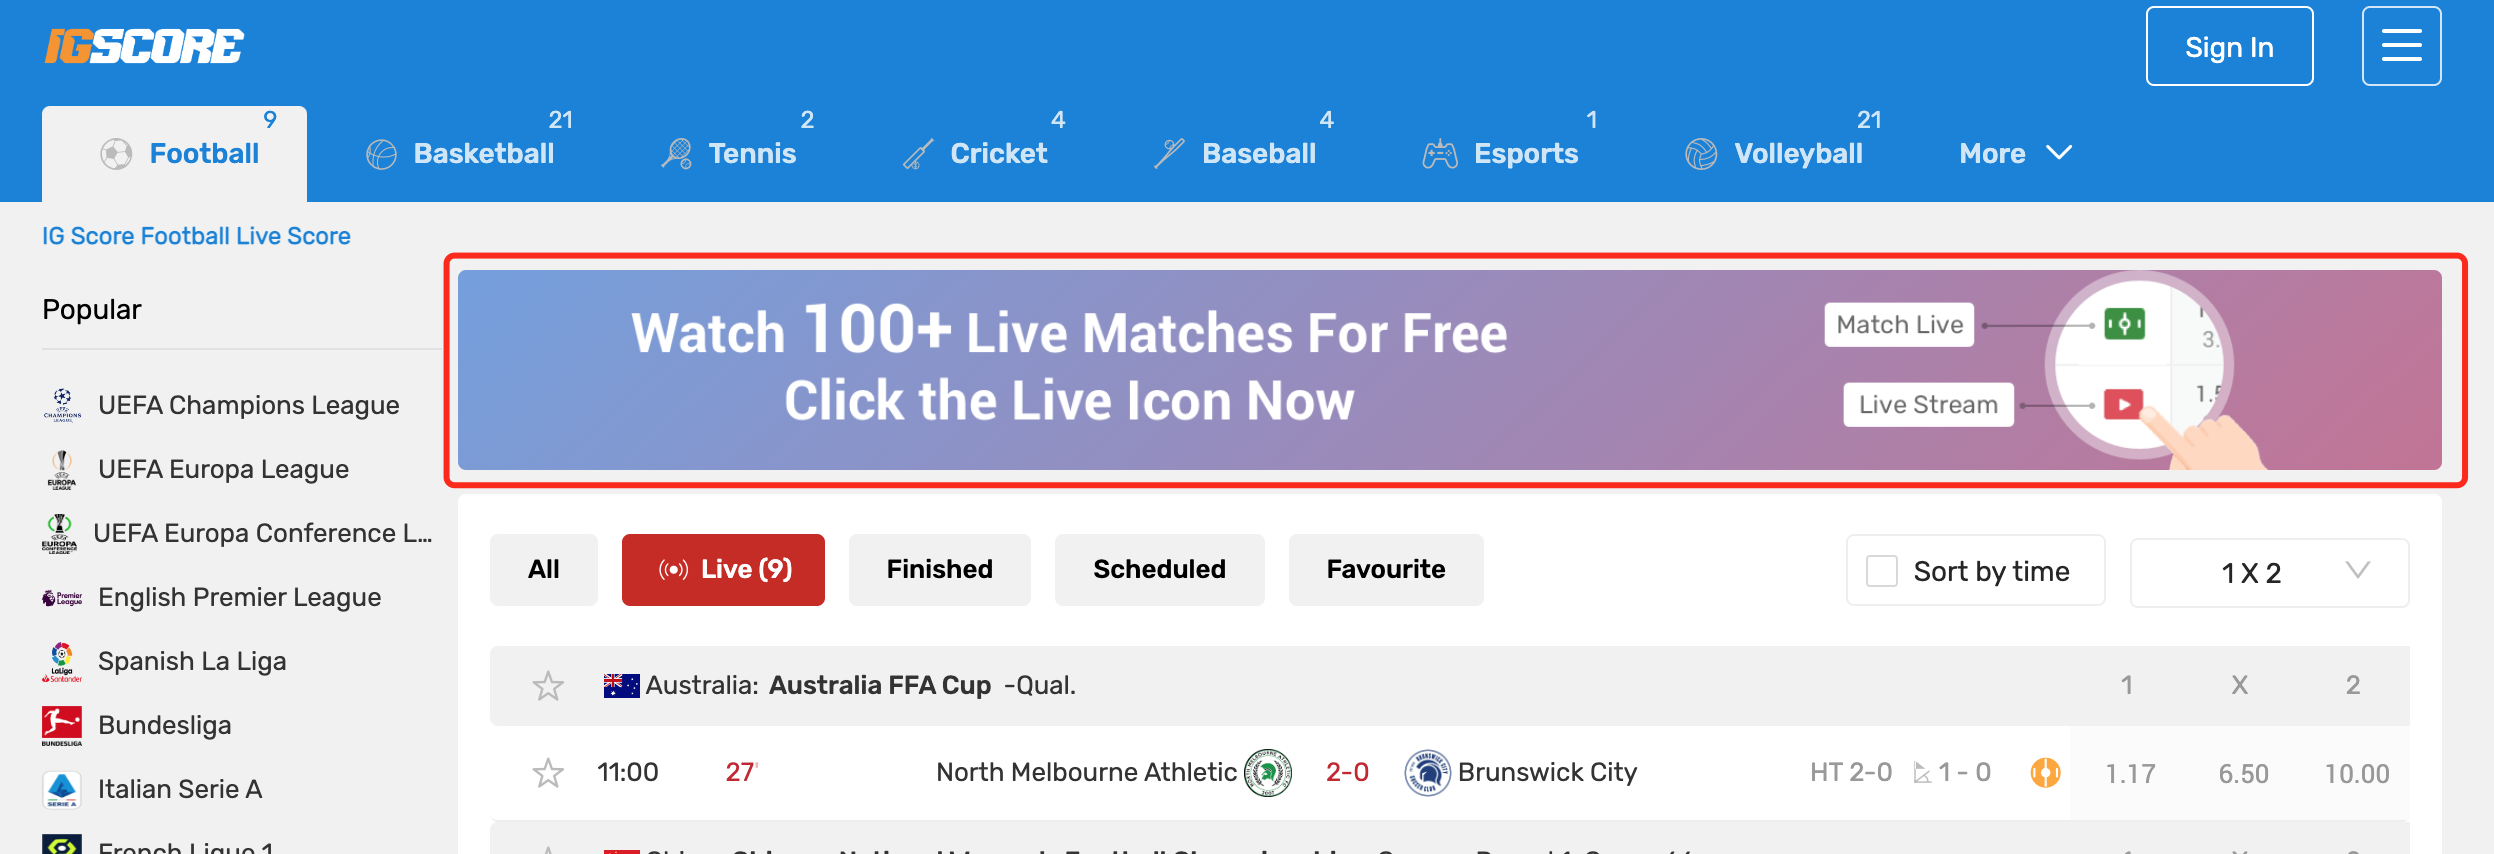 IGSCORE
Sign In
9
Football
21
Basketball
2
Tennis
4
Cricket
4
Baseball
1
Esports
21
Volleyball
More
IG Score Football Live Score
Popular
UEFA Champions League
UEFA Europa League
UEFA Europa Conference L...
English Premier League
Spanish La Liga
Bundesliga
Italian Serie A
French Ligue 1
Watch 100+ Live Matches For Free
Click the Live Icon Now
Match Live
Live Stream
3.
1.5
All
Live (9)
Finished
Scheduled
Favourite
Sort by time
1 X 2
Australia: Australia FFA Cup -Qual.
1 X 2
11:00 27' North Melbourne Athletic 2-0 Brunswick City HT 2-0 1 - 0 1.17 6.50 10.00